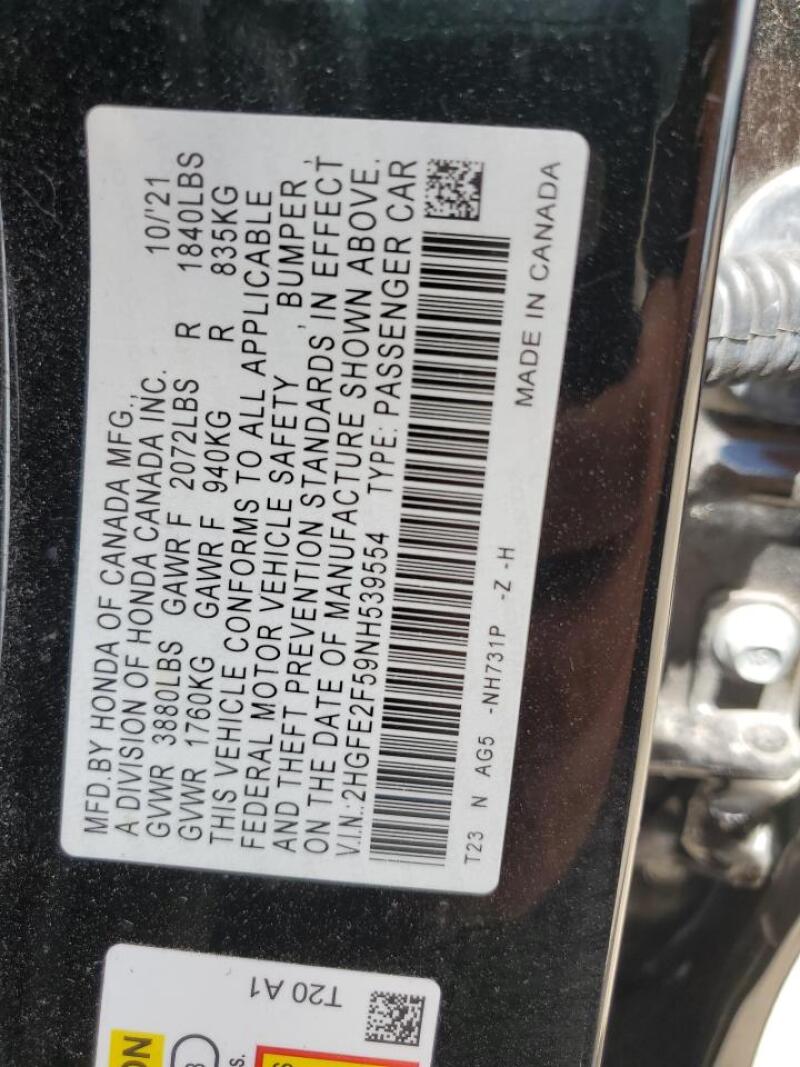 MFD.BY HONDA OF CANADA MFG.,
A DIVISION OF HONDA CANADA INC. 10/'21
GVWR 3880LBS GAWR F 2072LBS R 1840LBS
GVWR 1760KG GAWR F 940KG R 835KG
THIS VEHICLE CONFORMS TO ALL APPLICABLE
FEDERAL MOTOR VEHICLE SAFETY , BUMPER ,
AND THEFT PREVENTION STANDARDS IN EFFECT
ON THE DATE OF MANUFACTURE SHOWN ABOVE.
V.I.N.:2HGFE2F59NH539554 TYPE:PASSENGER CAR
T23 N AG5 -NH731P -Z -H
MADE IN CANADA
T20 A1
ON
s.